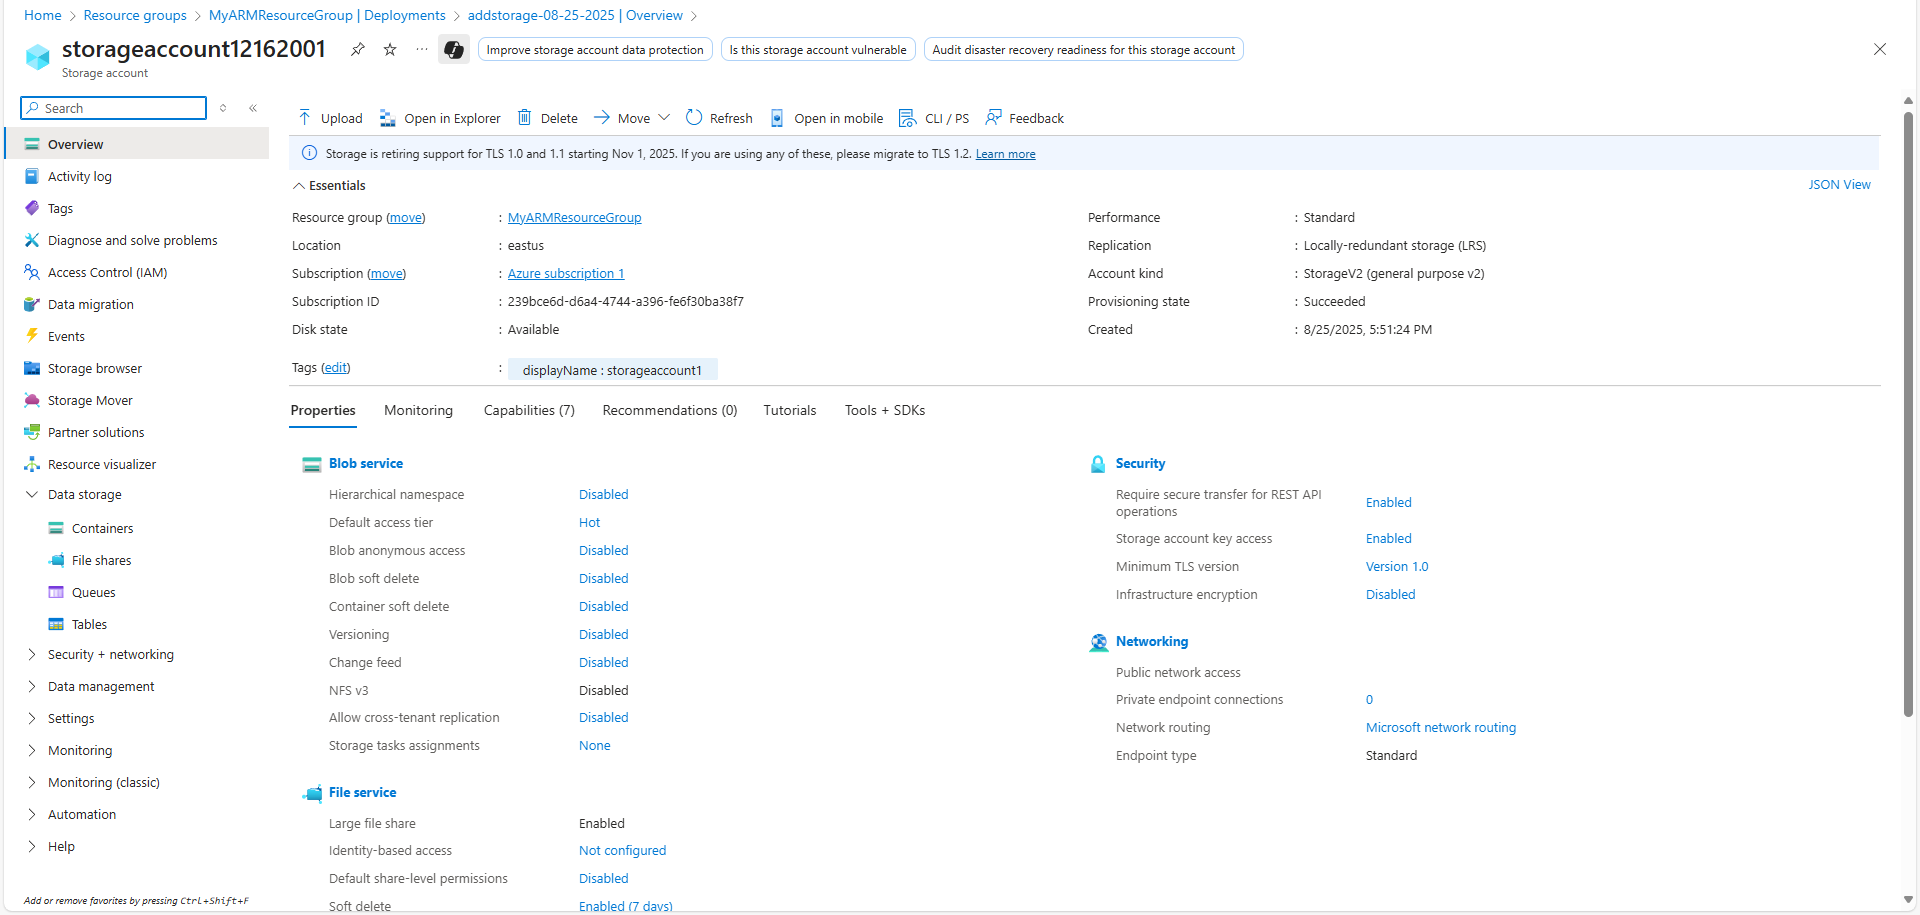 Home > Resource groups > MyARMResourceGroup | Deployments > addstorage-08-25-2025 | Overview >
storageaccount12162001
Improve storage account data protection
Is this storage account vulnerable
Audit disaster recovery readiness for this storage account
Storage account
Search
Overview
Activity log
Tags
Diagnose and solve problems
Access Control (IAM)
Data migration
Events
Storage browser
Storage Mover
Partner solutions
Resource visualizer
Data storage
Containers
File shares
Queues
Tables
Security + networking
Data management
Settings
Monitoring
Monitoring (classic)
Automation
Help
Add or remove favorites by pressing Ctrl+Shift+F
Upload Open in Explorer Delete Move Refresh Open in mobile CLI / PS Feedback
Storage is retiring support for TLS 1.0 and 1.1 starting Nov 1, 2025. If you are using any of these, please migrate to TLS 1.2. Learn more
Essentials
JSON View
Resource group (move) : MyARMResourceGroup
Location : eastus
Subscription (move) : Azure subscription 1
Subscription ID : 239bce6d-d6a4-4744-a396-fe6f30ba38f7
Disk state : Available
Performance : Standard
Replication : Locally-redundant storage (LRS)
Account kind : StorageV2 (general purpose v2)
Provisioning state : Succeeded
Created : 8/25/2025, 5:51:24 PM
Tags (edit) : displayName : storageaccount1
Properties Monitoring Capabilities (7) Recommendations (0) Tutorials Tools + SDKs
Blob service
Hierarchical namespace Disabled
Default access tier Hot
Blob anonymous access Disabled
Blob soft delete Disabled
Container soft delete Disabled
Versioning Disabled
Change feed Disabled
NFS v3 Disabled
Allow cross-tenant replication Disabled
Storage tasks assignments None
File service
Large file share Enabled
Identity-based access Not configured
Default share-level permissions Disabled
Soft delete Enabled (7 days)
Security
Require secure transfer for REST API
operations Enabled
Storage account key access Enabled
Minimum TLS version Version 1.0
Infrastructure encryption Disabled
Networking
Public network access
Private endpoint connections 0
Network routing Microsoft network routing
Endpoint type Standard